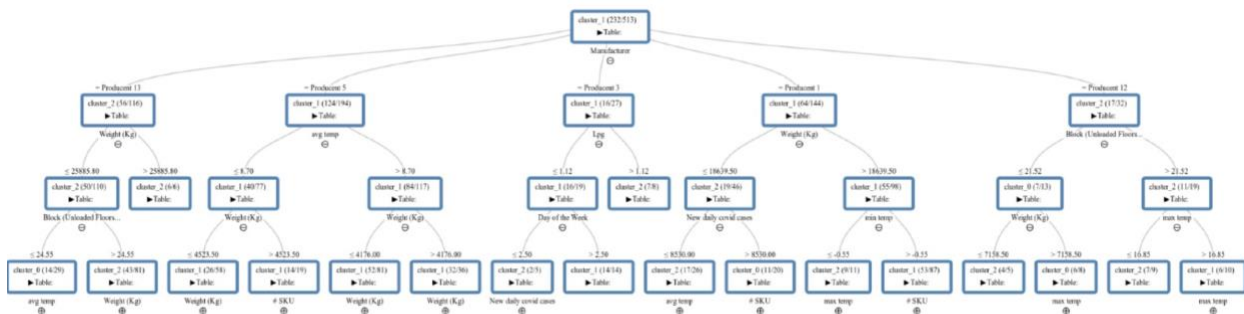 cluster_1 (232/513)
▶Table:
Manufacturer
= Producent 13
= Producent 5
= Producent 3
= Producent 1
= Producent 12
cluster_2 (56/116)
▶Table:
cluster_1 (124/194)
▶Table:
cluster_1 (16/27)
▶Table:
cluster_1 (64/144)
▶Table:
cluster_2 (17/32)
▶Table:
Weight (Kg)
avg temp
Lpg
Weight (Kg)
Block (Unloaded Floors...
≤ 25885.80
> 25885.80
≤ 8.70
> 8.70
≤ 1.12
> 1.12
≤ 18639.50
> 18639.50
≤ 21.52
> 21.52
cluster_2 (50/110)
▶Table:
cluster_2 (6/6)
▶Table:
cluster_1 (40/77)
▶Table:
cluster_1 (84/117)
▶Table:
cluster_1 (16/19)
▶Table:
cluster_2 (7/8)
▶Table:
cluster_2 (19/46)
▶Table:
cluster_1 (55/98)
▶Table:
cluster_0 (7/13)
▶Table:
cluster_2 (11/19)
▶Table:
Block (Unloaded Floors...
Weight (Kg)
Weight (Kg)
Day of the Week
New daily covid cases
min temp
Weight (Kg)
max temp
≤ 24.55
> 24.55
≤ 4523.50
> 4523.50
≤ 4176.00
> 4176.00
≤ 2.50
> 2.50
≤ 8530.00
> 8530.00
≤ -0.55
> -0.55
≤ 7158.50
> 7158.50
≤ 16.85
> 16.85
cluster_0 (14/29)
▶Table:
cluster_2 (43/81)
▶Table:
cluster_1 (26/58)
▶Table:
cluster_1 (14/19)
▶Table:
cluster_1 (52/81)
▶Table:
cluster_1 (32/36)
▶Table:
cluster_2 (2/5)
▶Table:
cluster_1 (14/14)
▶Table:
cluster_2 (17/26)
▶Table:
cluster_0 (11/20)
▶Table:
cluster_2 (9/11)
▶Table:
cluster_1 (53/87)
▶Table:
cluster_2 (4/5)
▶Table:
cluster_0 (6/8)
▶Table:
cluster_2 (7/9)
▶Table:
cluster_1 (6/10)
▶Table:
avg temp
Weight (Kg)
Weight (Kg)
# SKU
Weight (Kg)
Weight (Kg)
New daily covid cases
avg temp
# SKU
max temp
# SKU
max temp
max temp